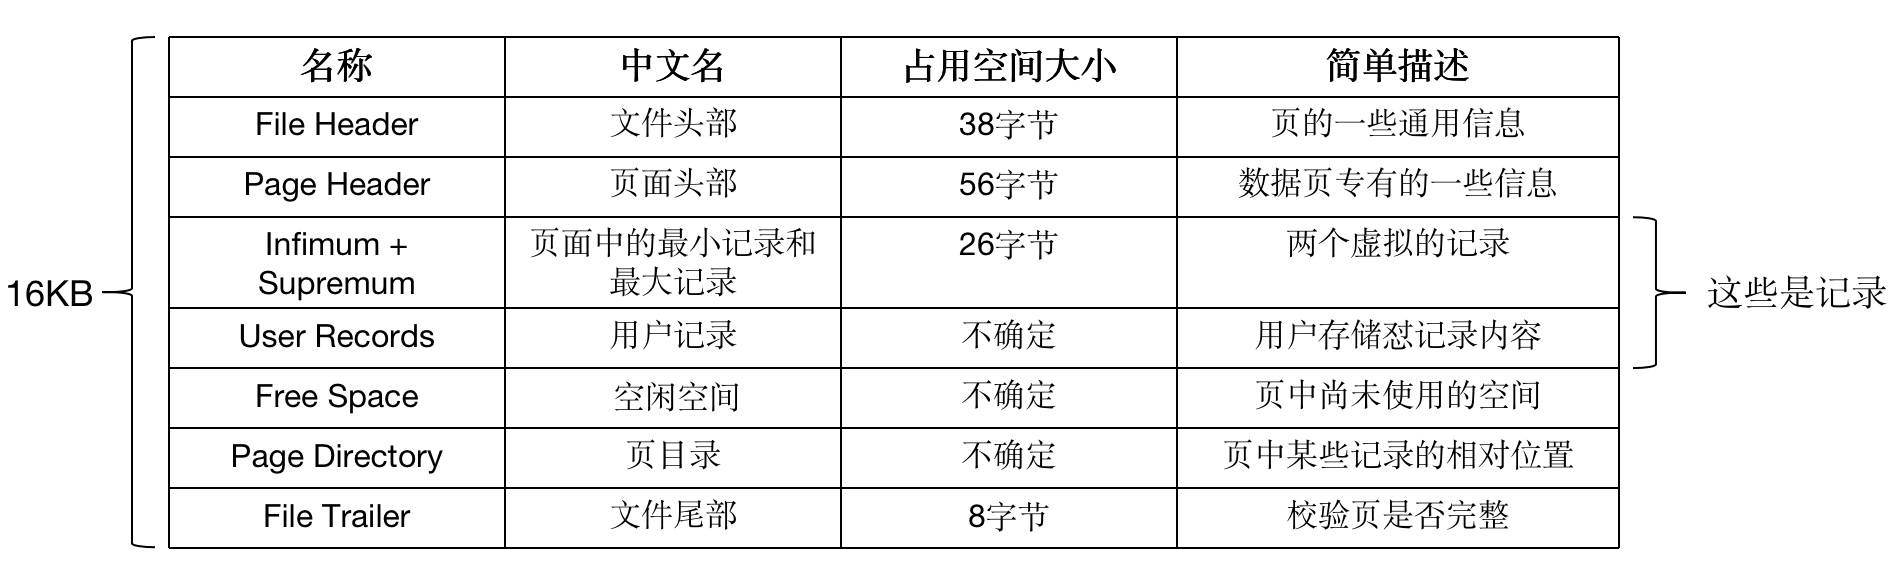 名称 中文名 占用空间大小 简单描述
File Header 文件头部 38字节 页的一些通用信息
Page Header 页面头部 56字节 数据页专有的一些信息
Infimum + 页面中的最小记录和 26字节 两个虚拟的记录
Supremum 最大记录
16KB
这些是记录
User Records 用户记录 不确定 用户存储怼记录内容
Free Space 空闲空间 不确定 页中尚未使用的空间
Page Directory 页目录 不确定 页中某些记录的相对位置
File Trailer 文件尾部 8字节 校验页是否完整